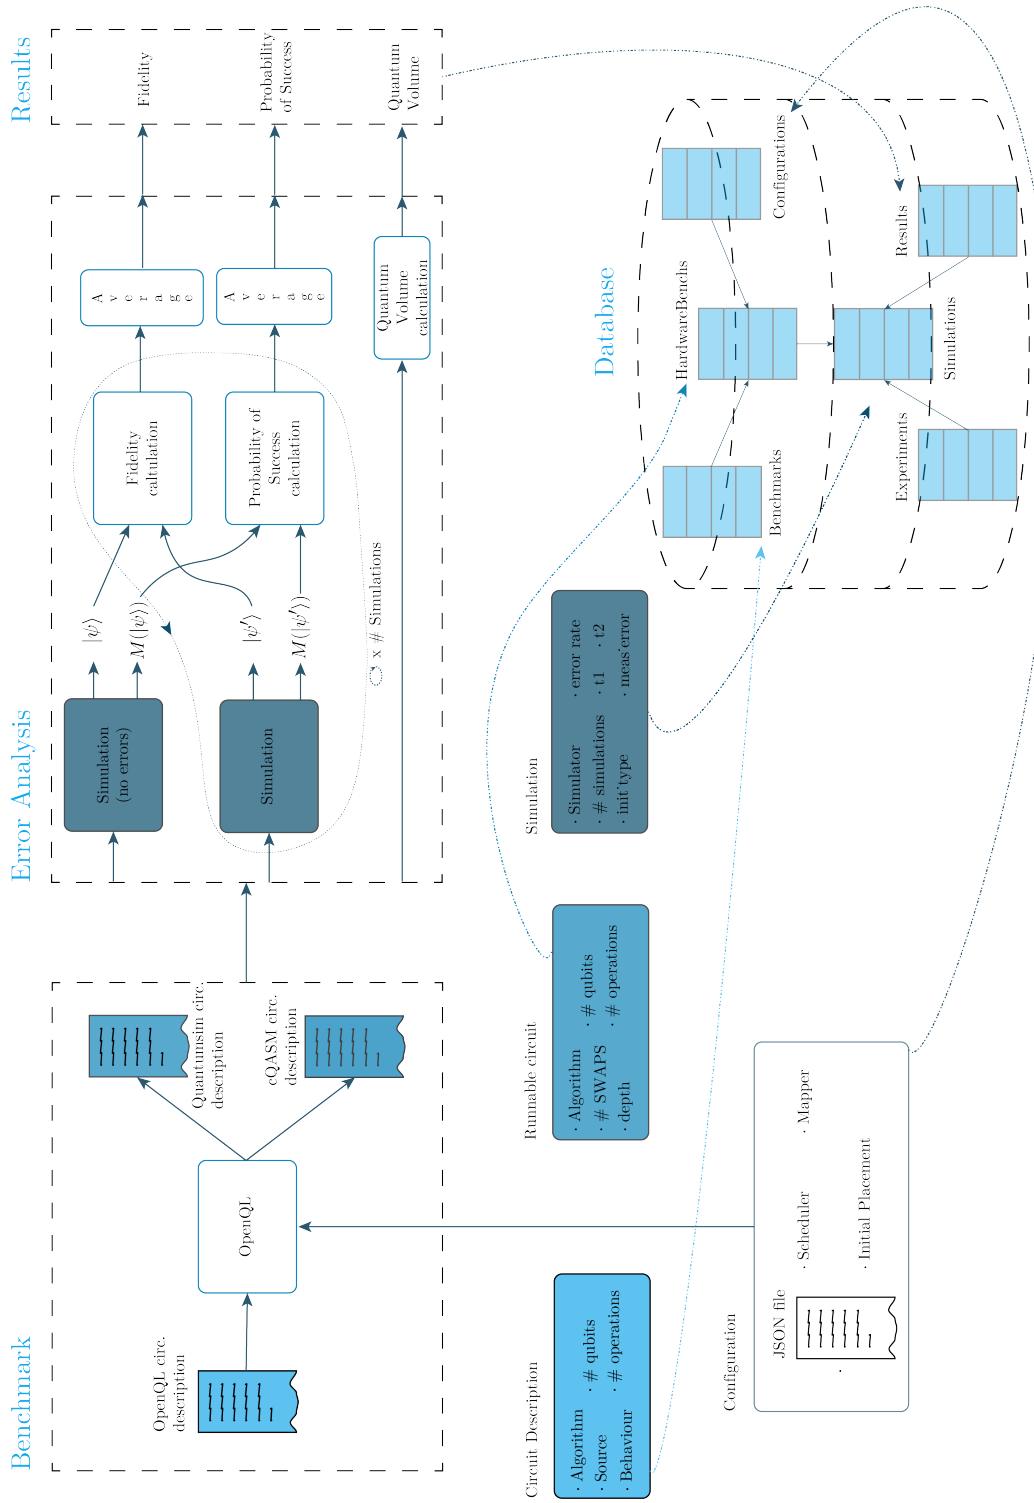 Benchmark
OpenQL circ.
description
OpenQL
Quantumsim circ.
description
cQASM circ.
description
Error Analysis
Simulation
(no errors)
Simulation
|ψ⟩
M(|ψ⟩)
|ψ′⟩
M(|ψ′⟩)
Fidelity
caltulation
Probability of
Success
calculation
A
v
e
r
a
g
e
A
v
e
r
a
g
e
Quantum
Volume
calculation
x # Simulations
Results
Fidelity
Probability
of Success
Quantum
Volume
Circuit Description
· Algorithm
· # qubits
· Source
· # operations
· Behaviour
Runnable circuit
· Algorithm
· # qubits
· # SWAPS
· # operations
· depth
Simulation
· Simulator
· error rate
· # simulations
· t1
· t2
· init˙type
· meas˙error
Configuration
JSON file
·
· Scheduler
· Mapper
· Initial Placement
Database
Benchmarks
HardwareBenchs
Configurations
Experiments
Simulations
Results